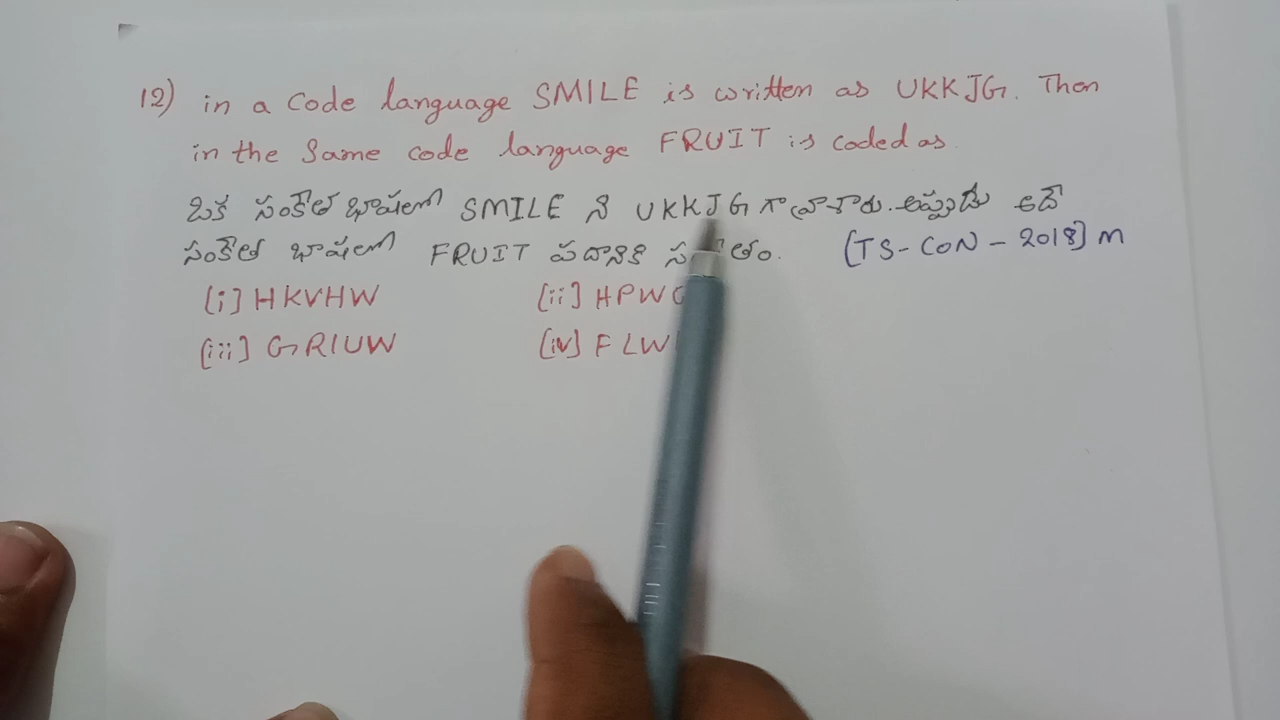 12) in a Code language SMILE is written as UKKJG. Then
in the Same code language FRUIT is coded as
ఒక సంకేత భాషలో SMILE ని UKKJG గా వ్రాశారు. అప్పుడు అదే
సంకేత భాషలో FRUIT పదానికి (TS-CON-2018) M
(i) HKVHW (ii) HPW
(iii) GRIUW (iv) FLW